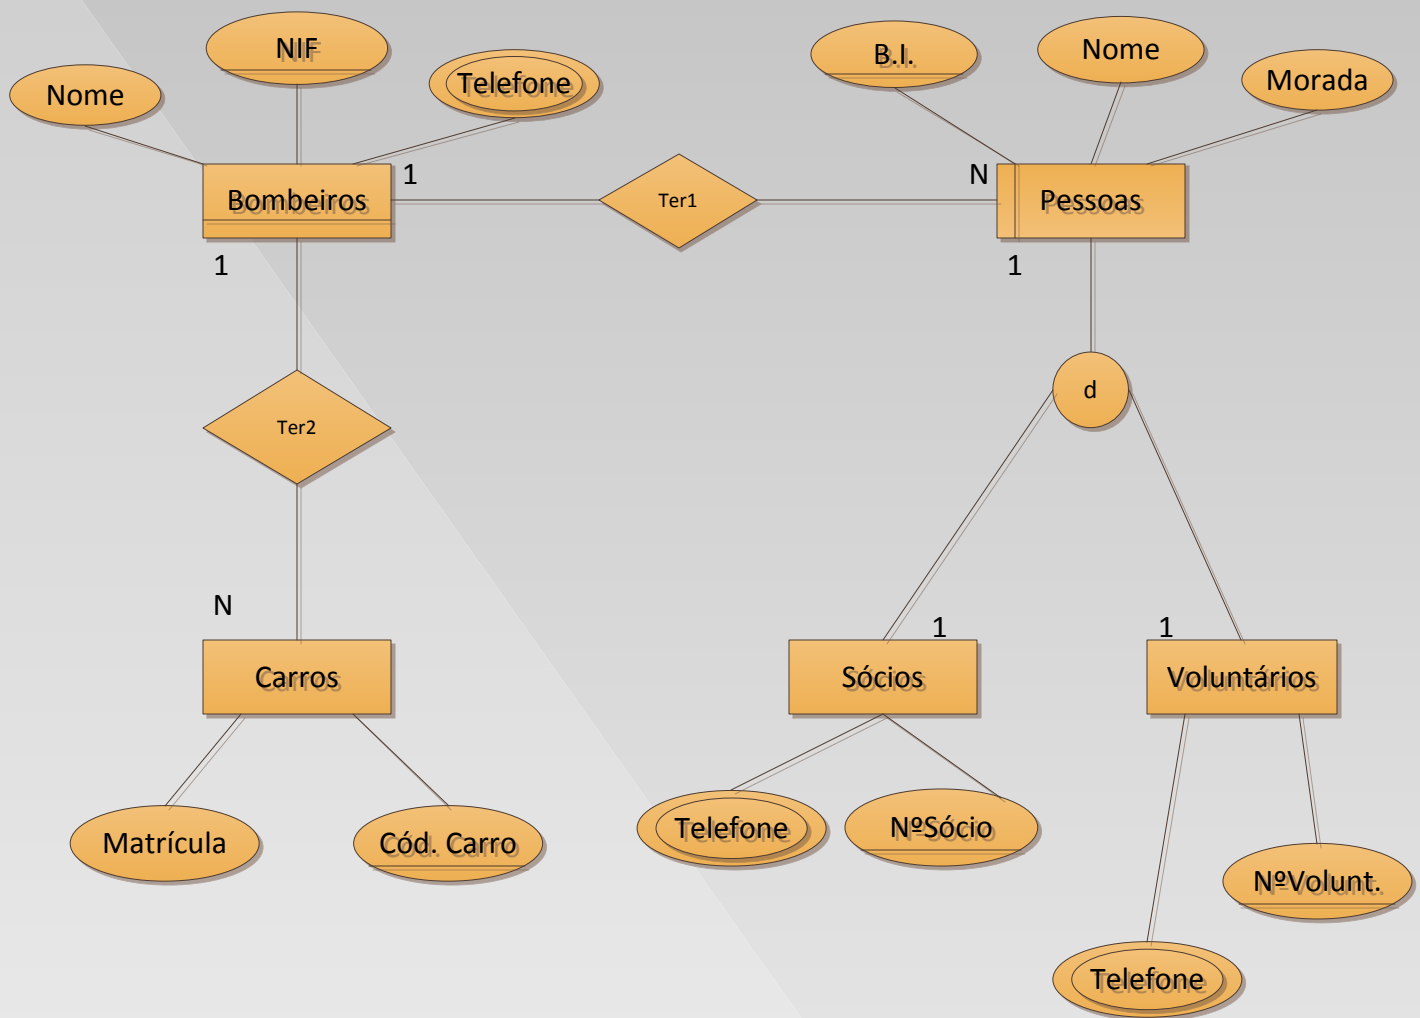 NIF
B.I.
Nome
Nome
Telefone
Morada
Bombeiros
1
Ter1
N
Pessoas
1
1
d
Ter2
N
1
1
Carros
Sócios
Voluntários
Matrícula
Cód. Carro
Telefone
NºSócio
NºVolunt.
Telefone